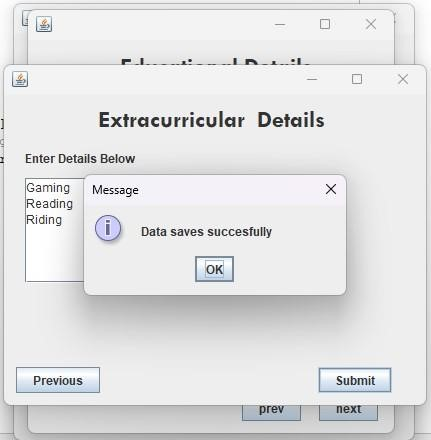 Educational Details
Extracurricular Details
Enter Details Below
Gaming
Reading
Riding
Message
Data saves succesfully
OK
Previous
Submit
prev
next